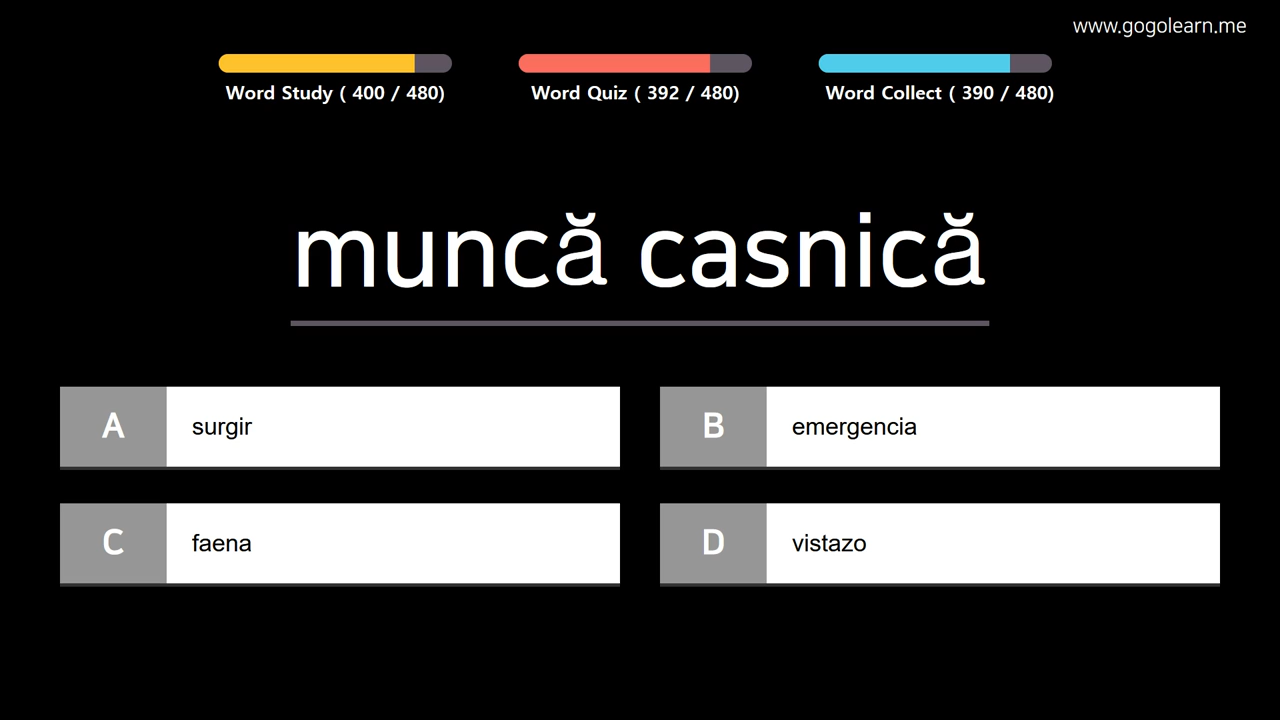 www.gogolearn.me
Word Study ( 400 / 480)
Word Quiz ( 392 / 480)
Word Collect ( 390 / 480)
muncă casnică
A surgir
B emergencia
C faena
D vistazo